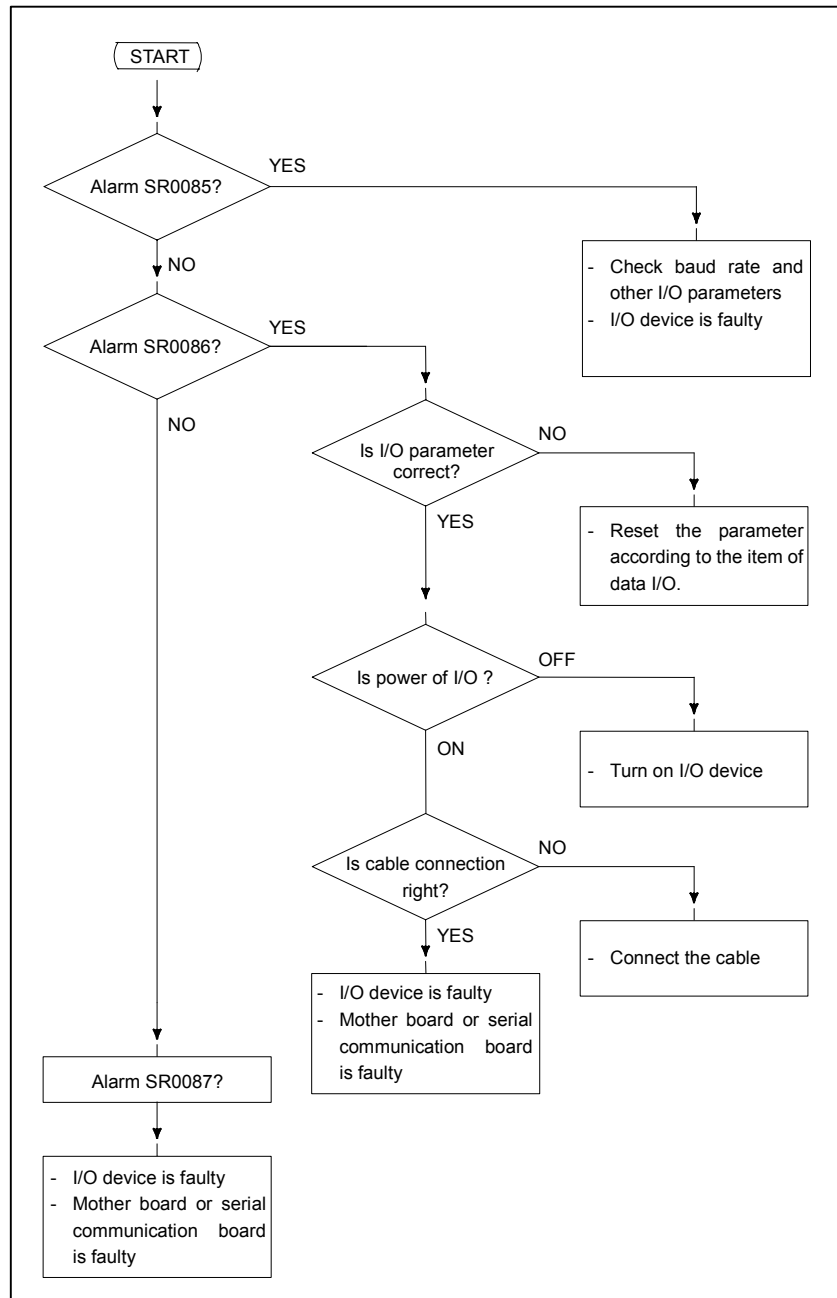 START
Alarm SR0085?
YES
NO
- Check baud rate and
other I/O parameters
- I/O device is faulty
Alarm SR0086?
YES
NO
Is I/O parameter
correct?
NO
YES
- Reset the parameter
according to the item of
data I/O.
Is power of I/O ?
OFF
ON
- Turn on I/O device
Is cable connection
right?
NO
YES
- Connect the cable
- I/O device is faulty
- Mother board or serial
communication board
is faulty
Alarm SR0087?
- I/O device is faulty
- Mother board or serial
communication board
is faulty